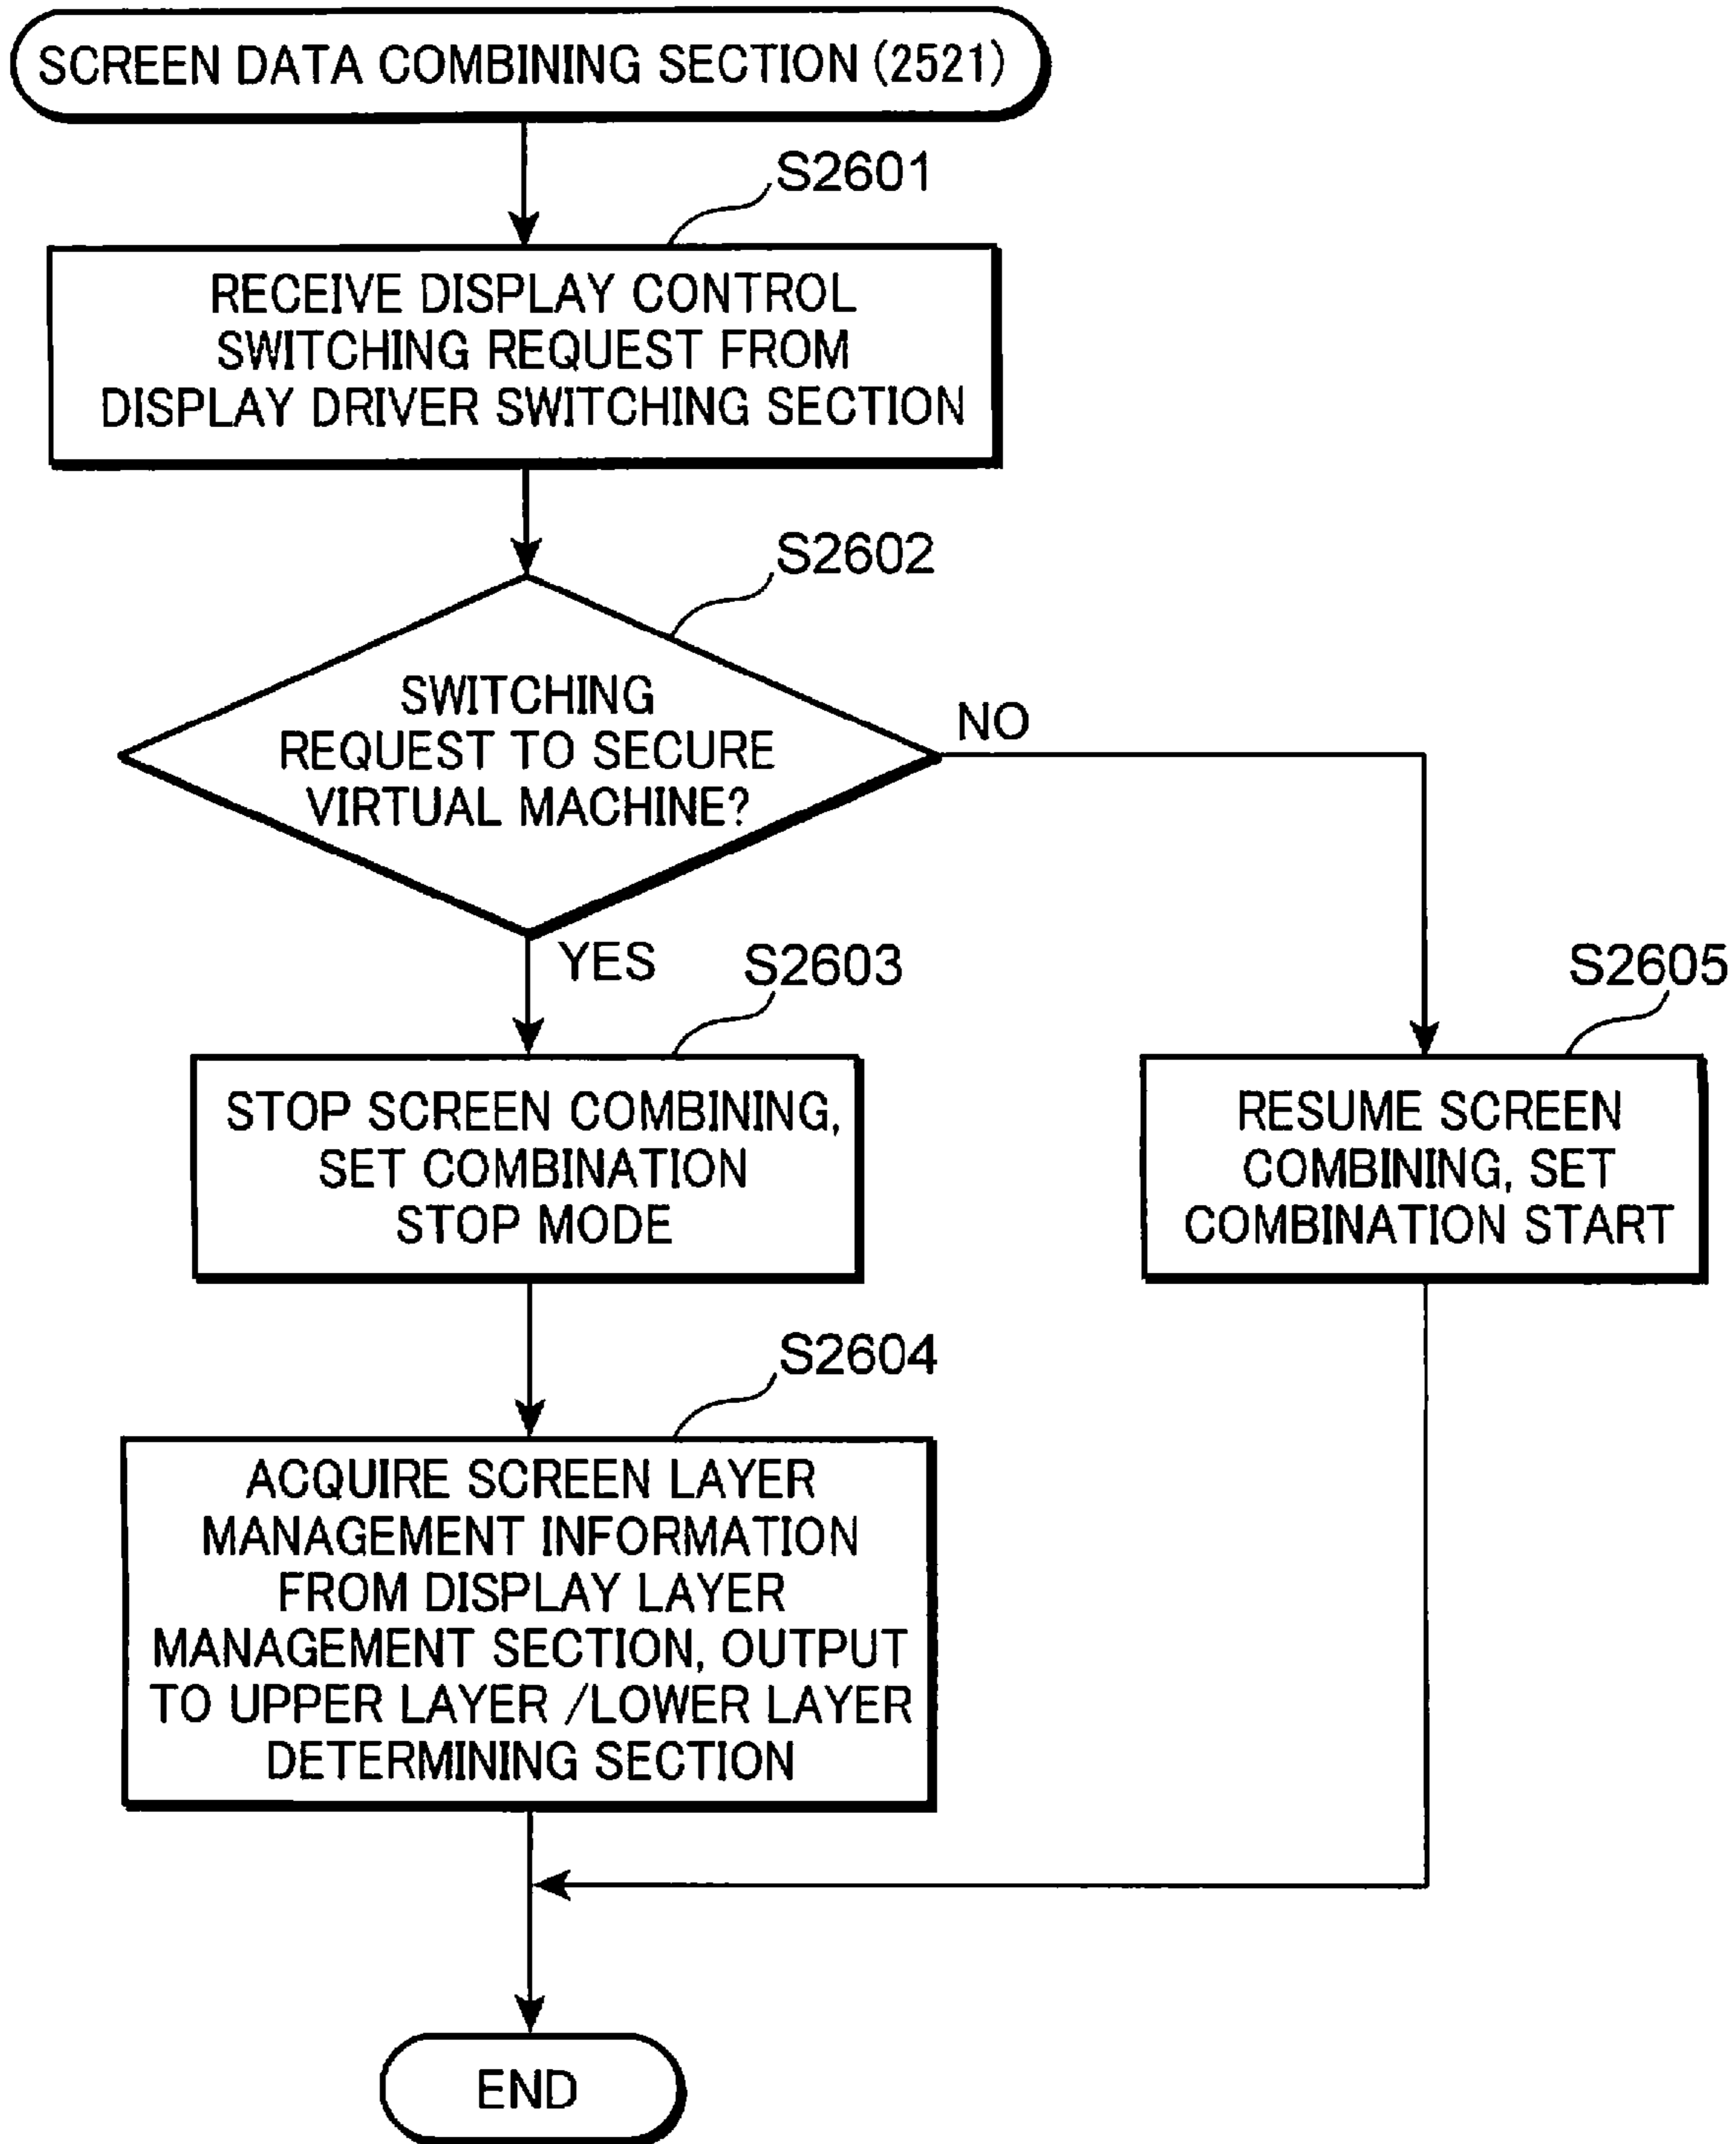 SCREEN DATA COMBINING SECTION (2521)
S2601
RECEIVE DISPLAY CONTROL
SWITCHING REQUEST FROM
DISPLAY DRIVER SWITCHING SECTION
S2602
SWITCHING
REQUEST TO SECURE
VIRTUAL MACHINE?
NO
YES
S2603
STOP SCREEN COMBINING,
SET COMBINATION
STOP MODE
S2605
RESUME SCREEN
COMBINING, SET
COMBINATION START
S2604
ACQUIRE SCREEN LAYER
MANAGEMENT INFORMATION
FROM DISPLAY LAYER
MANAGEMENT SECTION, OUTPUT
TO UPPER LAYER /LOWER LAYER
DETERMINING SECTION
END